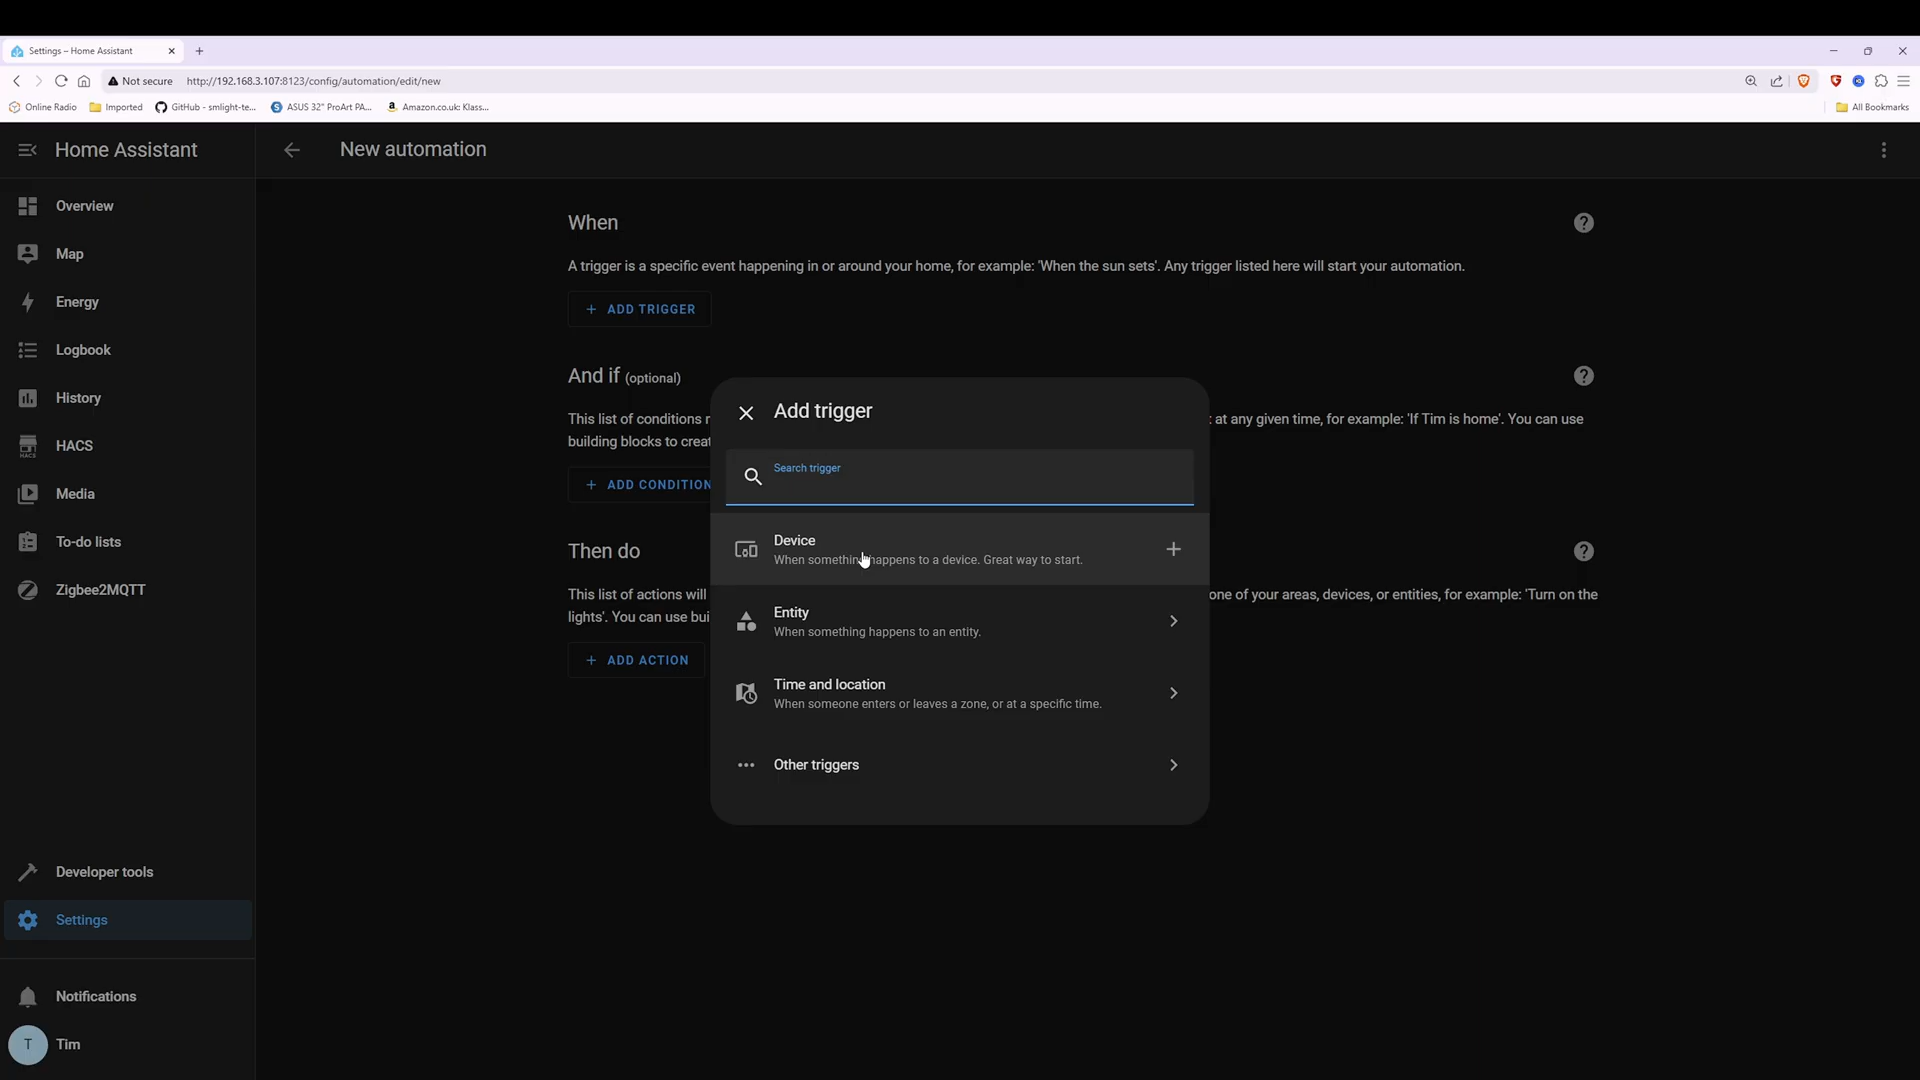 Settings – Home Assistant
Not secure
http://192.168.3.107:8123/config/automation/edit/new
Online Radio
Imported
GitHub - smlight-te...
ASUS 32" ProArt PA...
Amazon.co.uk: Klass...
All Bookmarks
Home Assistant
New automation
Overview
Map
Energy
Logbook
History
HACS
HACS
Media
To-do lists
Zigbee2MQTT
Developer tools
Settings
Notifications
T
Tim
When
A trigger is a specific event happening in or around your home, for example: 'When the sun sets'. Any trigger listed here will start your automation.
ADD TRIGGER
And if (optional)
This list of conditions
at any given time, for example: 'If Tim is home'. You can use
building blocks to
ADD CONDITION
Then do
This list of actions will
one of your areas, devices, or entities, for example: 'Turn on the
lights'. You can use
ADD ACTION
Add trigger
Search trigger
Device
When something happens to a device. Great way to start.
Entity
When something happens to an entity.
Time and location
When someone enters or leaves a zone, or at a specific time.
Other triggers